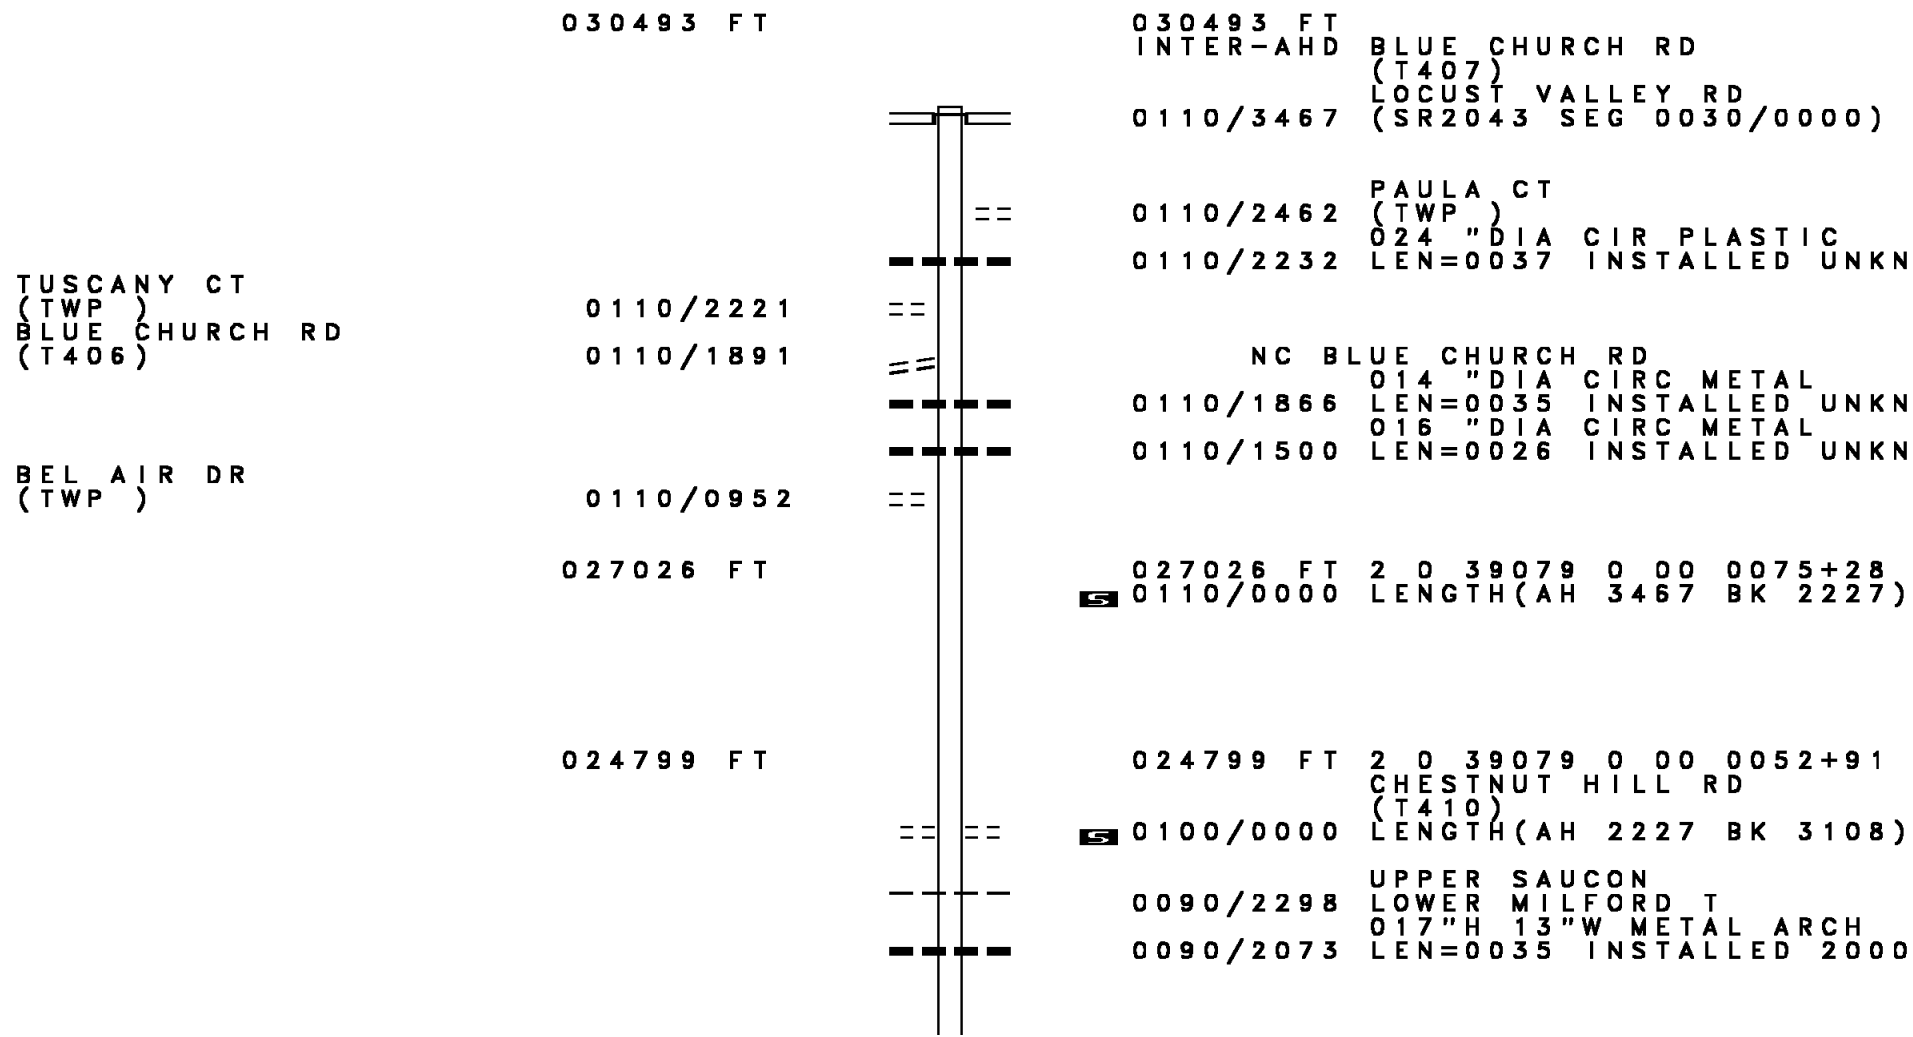 030493 FT 030493 FT
INTER-AHD BLUE CHURCH RD
(T407)
LOCUST VALLEY RD
0110/3467 (SR2043 SEG 0030/0000)
PAULA CT
0110/2462 (TWP )
024 "DIA CIR PLASTIC
0110/2232 LEN=0037 INSTALLED UNKN
TUSCANY CT
(TWP ) 0110/2221
BLUE CHURCH RD
(T406) 0110/1891 NC BLUE CHURCH RD
014 "DIA CIRC METAL
0110/1866 LEN=0035 INSTALLED UNKN
016 "DIA CIRC METAL
0110/1500 LEN=0026 INSTALLED UNKN
BEL AIR DR
(TWP ) 0110/0952
027026 FT 027026 FT 2 0 39079 0 00 0075+28
S 0110/0000 LENGTH(AH 3467 BK 2227)
024799 FT 024799 FT 2 0 39079 0 00 0052+91
CHESTNUT HILL RD
(T410)
S 0100/0000 LENGTH(AH 2227 BK 3108)
UPPER SAUCON
0090/2298 LOWER MILFORD T
017"H 13"W METAL ARCH
0090/2073 LEN=0035 INSTALLED 2000